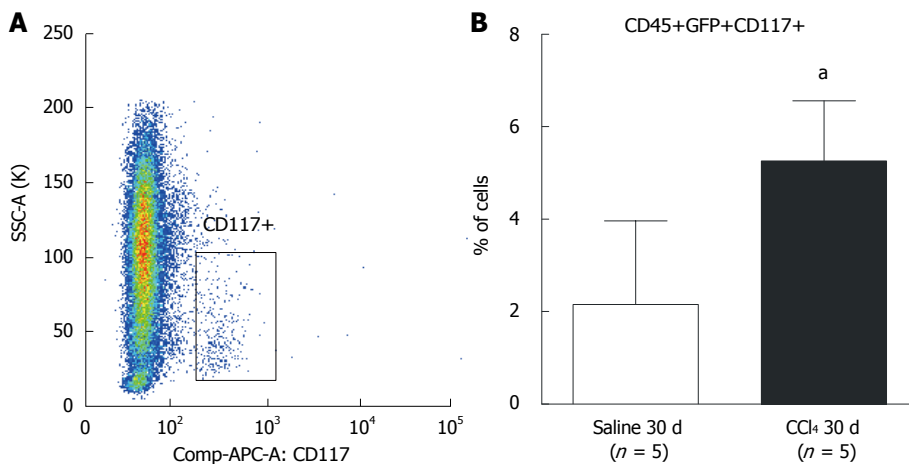 A
250
200
150
100
50
0
SSC-A (K)
CD117+
0 10² 10³ 10⁴ 10⁵
Comp-APC-A: CD117
B
CD45+GFP+CD117+
8
6
4
2
0
% of cells
a
Saline 30 d
(n = 5)
CCl₄ 30 d
(n = 5)